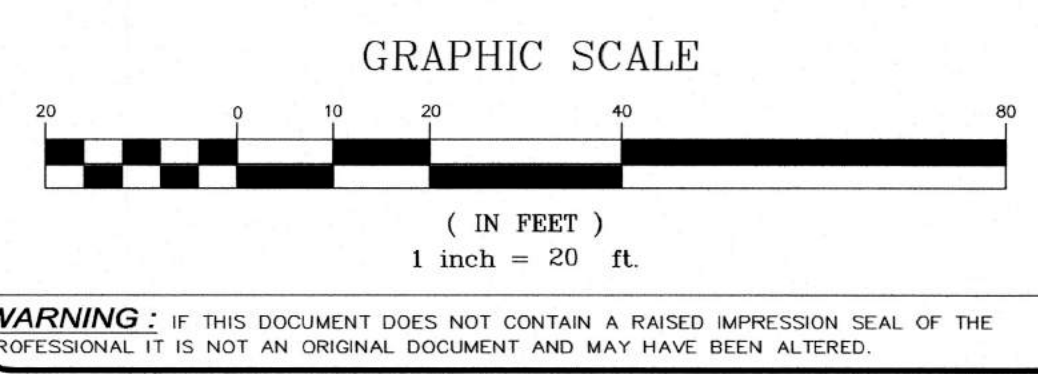 GRAPHIC SCALE
20 0 10 20 40 80
( IN FEET )
1 inch = 20 ft.
WARNING : IF THIS DOCUMENT DOES NOT CONTAIN A RAISED IMPRESSION SEAL OF THE
ROFESSIONAL IT IS NOT AN ORIGINAL DOCUMENT AND MAY HAVE BEEN ALTERED.